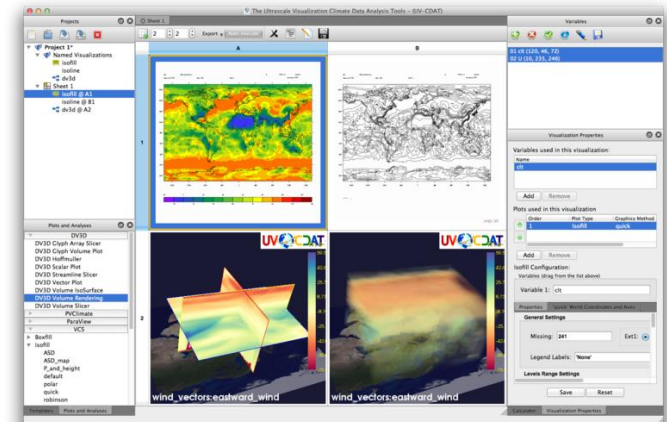 The Ultrascale Visualization Climate Data Analysis Tools - (UV-CDAT)
Projects
Project 1*
Named Visualizations
isofill
isoline
dv3d
Sheet 1
isofill @ A1
isoline @ B1
dv3d @ A2
Plots and Analyses
DV3D
DV3D Glyph Array Slicer
DV3D Glyph Volume Plot
DV3D Hoffmuller
DV3D Scalar Plot
DV3D Streamline Slicer
DV3D Vector Plot
DV3D Volume IsoSurface
DV3D Volume Rendering
DV3D Volume Slicer
PVClimate
ParaView
VCS
Boxfill
Isofill
ASD
ASD_map
P_and_height
default
polar
quick
robinson
Templates
Plots and Analyses
Sheet 1
2
2
Export
A
B
1
2
UV CDAT
wind_vectors:eastward_wind
UV CDAT
wind_vectors:eastward_wind
Variables
01 clt (120, 46, 72)
Visualization Properties
Variables used in this visualization:
Name
clt
Add
Remove
Plots used in this visualization
Order
Plot Type
Graphics Method
1
Isofill
quick
Add
Remove
Isofill Configuration:
Variables (drag from the list above)
Variable 1:
clt
Properties
'quick' World Coordinates and Axes
General Settings
Missing:
241
Ext1:
Legend Labels:
'None'
Levels Range Settings
Save
Reset
Calculator
Visualization Properties